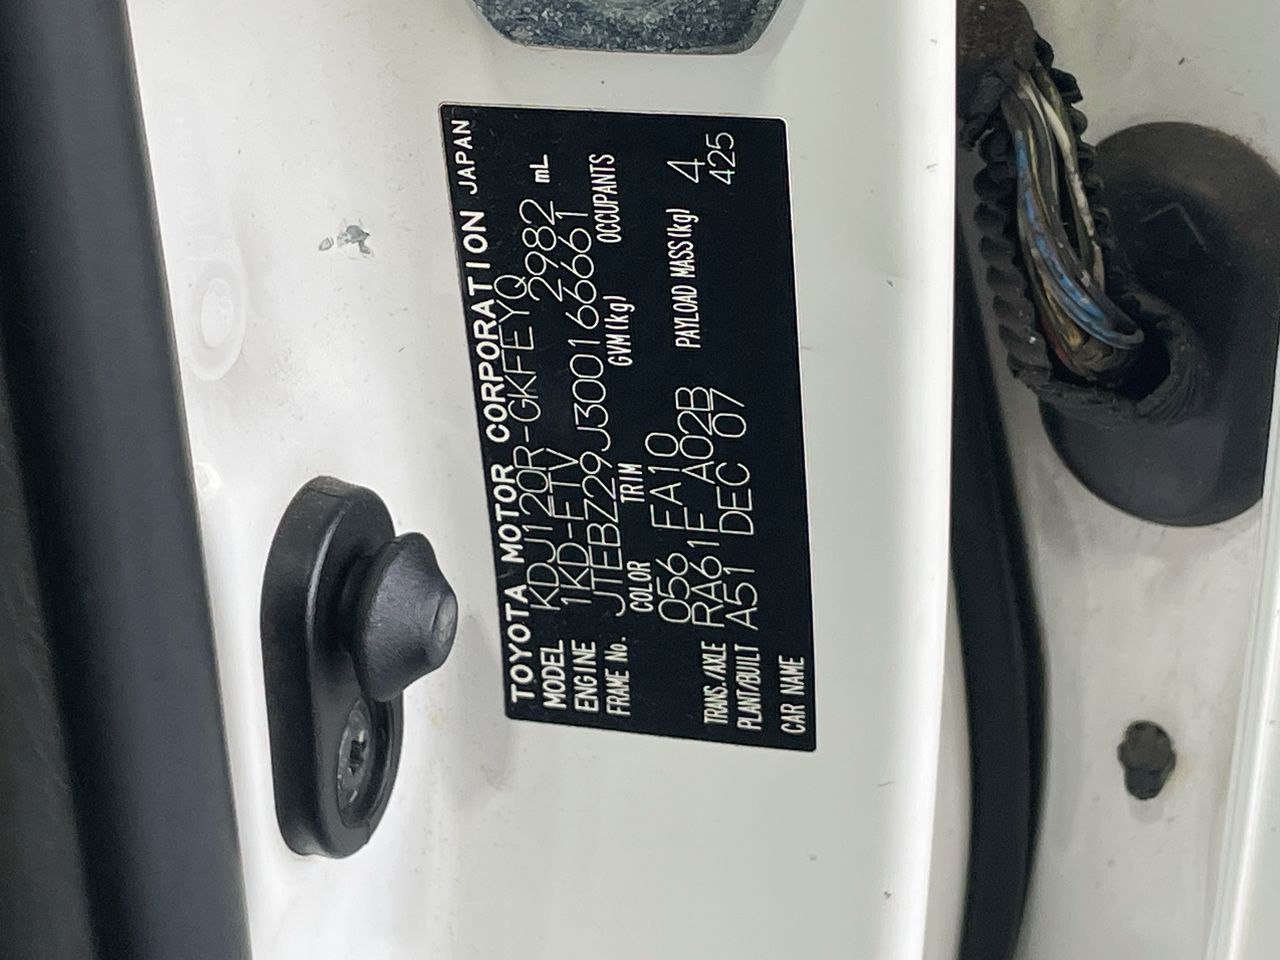 TOYOTA MOTOR CORPORATION JAPAN
MODEL KDJ120R-GKFEYQ
ENGINE 1KD-FTV 2982 mL
FRAME No. JTEBZ29J300166661
COLOR TRIM GVM(kg) OCCUPANTS
056 FA10 4
TRANS./AXLE RA61F A02B PAYLOAD MASS(kg) 425
PLANT/BUILT A51 DEC 07
CAR NAME